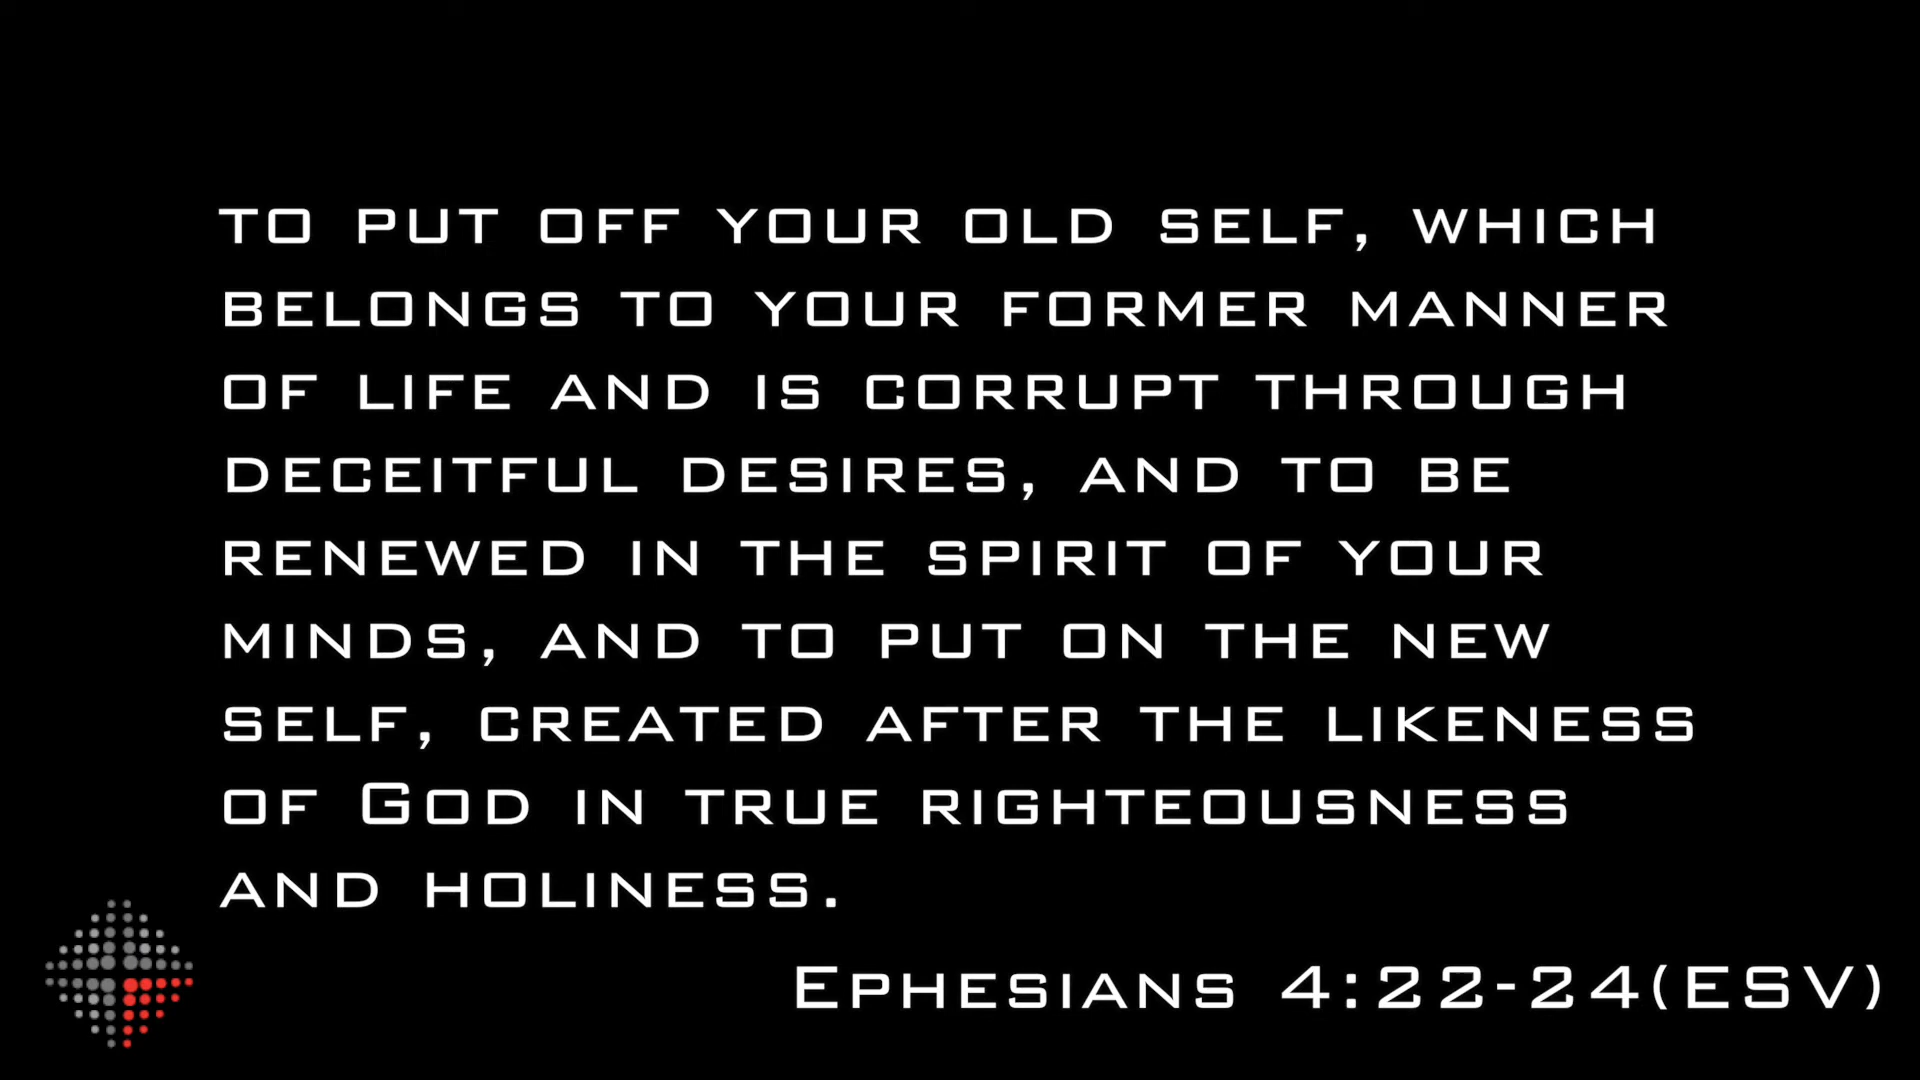 to put off your old self, which
belongs to your former manner
of life and is corrupt through
deceitful desires, and to be
renewed in the spirit of your
minds, and to put on the new
self, created after the likeness
of God in true righteousness
and holiness.
Ephesians 4:22-24(ESV)